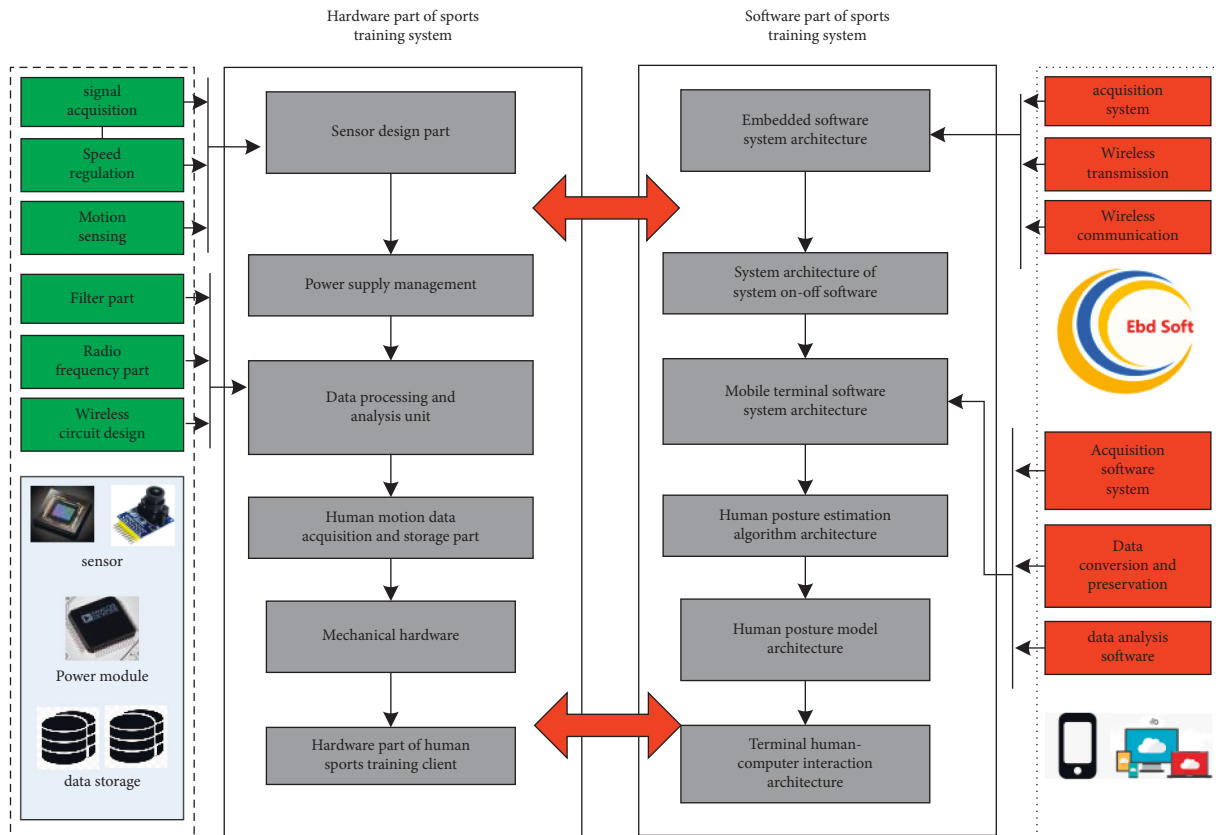 Hardware part of sports
training system
Software part of sports
training system
signal
acquisition
Speed
regulation
Motion
sensing
Filter part
Radio
frequency part
Wireless
circuit design
sensor
Power module
data storage
Sensor design part
Power supply management
Data processing and
analysis unit
Human motion data
acquisition and storage part
Mechanical hardware
Hardware part of human
sports training client
Embedded software
system architecture
System architecture of
system on-off software
Mobile terminal software
system architecture
Human posture estimation
algorithm architecture
Human posture model
architecture
Terminal human-
computer interaction
architecture
acquisition
system
Wireless
transmission
Wireless
communication
Ebd Soft
Acquisition
software
system
Data
conversion and
preservation
data analysis
software